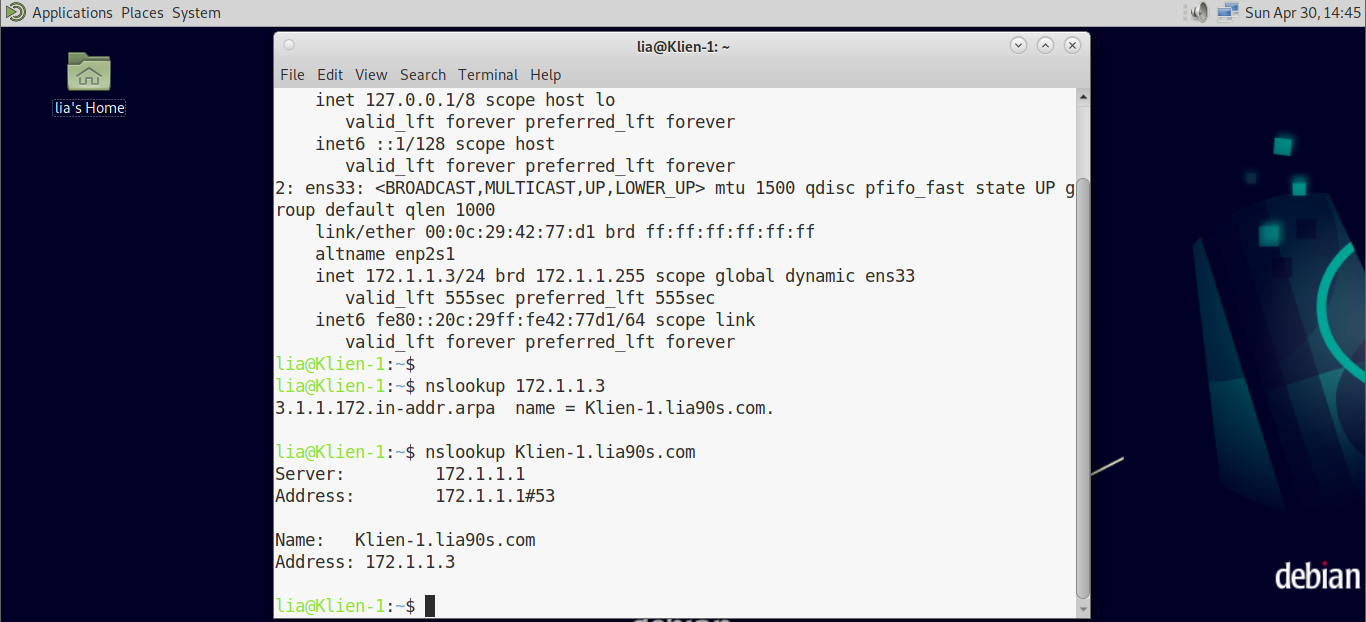 Applications Places System
Sun Apr 30, 14:45
lia's Home
lia@Klien-1: ~
File Edit View Search Terminal Help
inet 127.0.0.1/8 scope host lo
valid_lft forever preferred_lft forever
inet6 ::1/128 scope host
valid_lft forever preferred_lft forever
2: ens33: <BROADCAST,MULTICAST,UP,LOWER_UP> mtu 1500 qdisc pfifo_fast state UP g
roup default qlen 1000
link/ether 00:0c:29:42:77:d1 brd ff:ff:ff:ff:ff:ff
altname enp2s1
inet 172.1.1.3/24 brd 172.1.1.255 scope global dynamic ens33
valid_lft 555sec preferred_lft 555sec
inet6 fe80::20c:29ff:fe42:77d1/64 scope link
valid_lft forever preferred_lft forever
lia@Klien-1:~$
lia@Klien-1:~$ nslookup 172.1.1.3
3.1.1.172.in-addr.arpa  name = Klien-1.lia90s.com.
lia@Klien-1:~$ nslookup Klien-1.lia90s.com
Server:         172.1.1.1
Address:        172.1.1.1#53
Name:   Klien-1.lia90s.com
Address: 172.1.1.3
lia@Klien-1:~$
debian